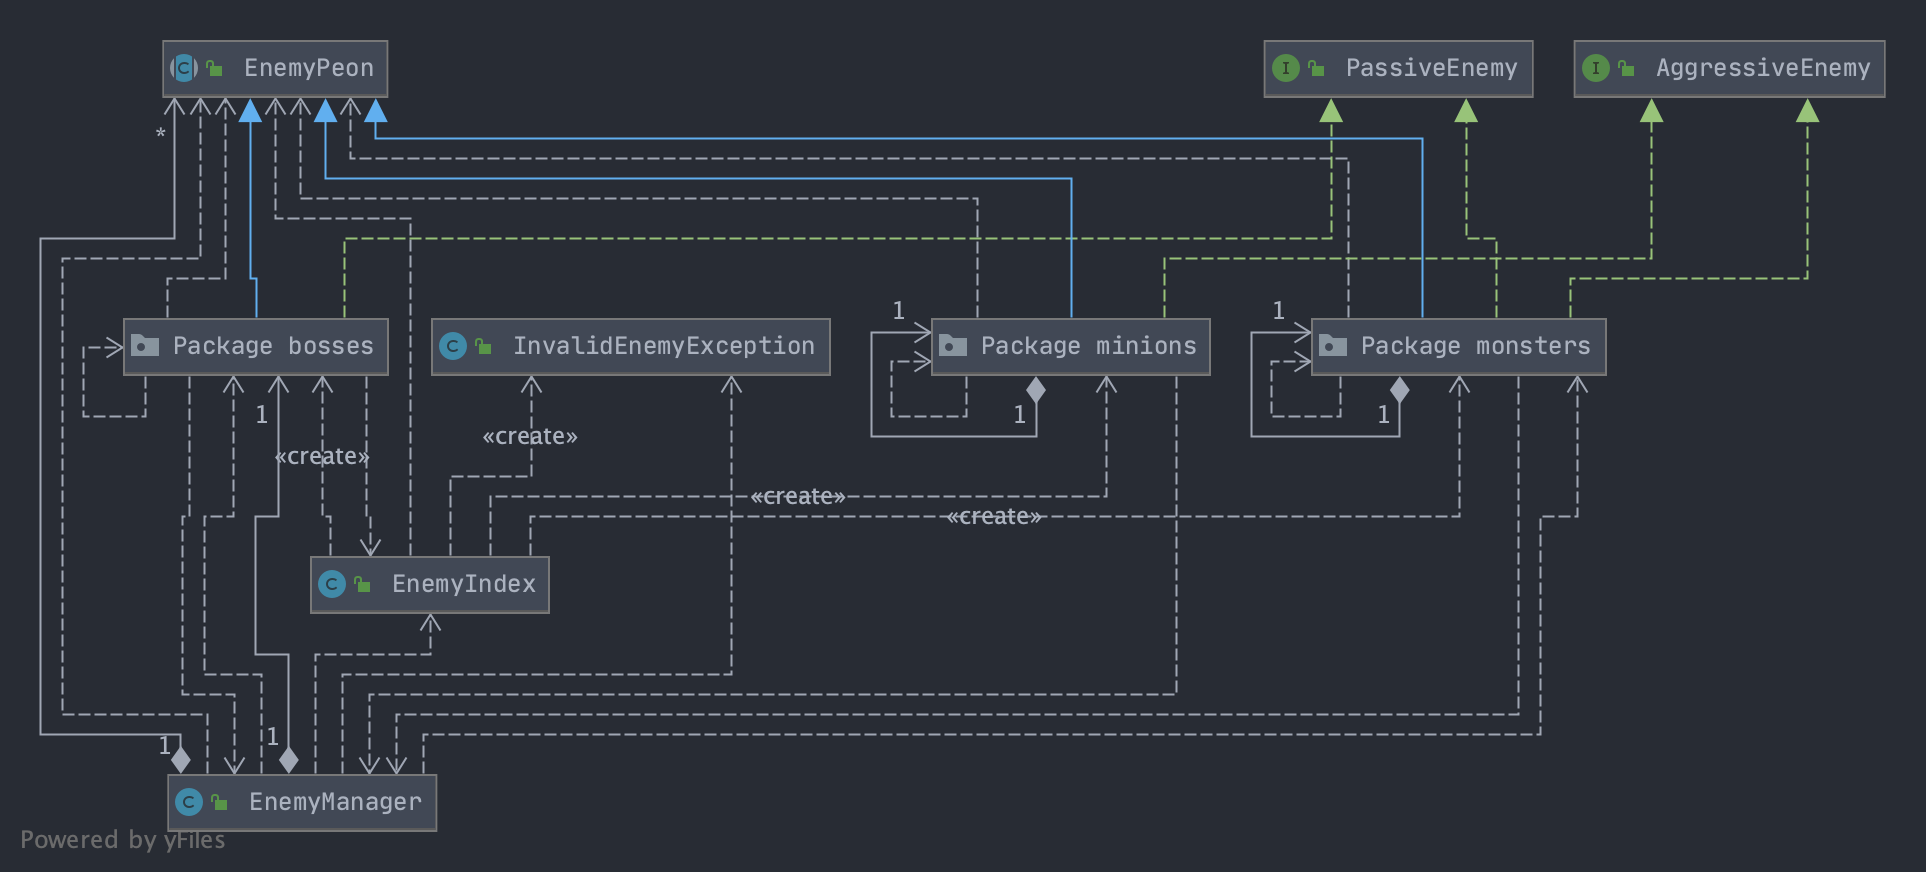 EnemyPeon
PassiveEnemy
AggressiveEnemy
*
1
1
Package bosses
InvalidEnemyException
Package minions
Package monsters
1
1
1
«create»
«create»
«create»
«create»
EnemyIndex
1
1
EnemyManager
Powered by yFiles